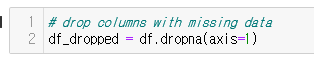 1 # drop columns with missing data
2 df_dropped = df.dropna(axis=1)